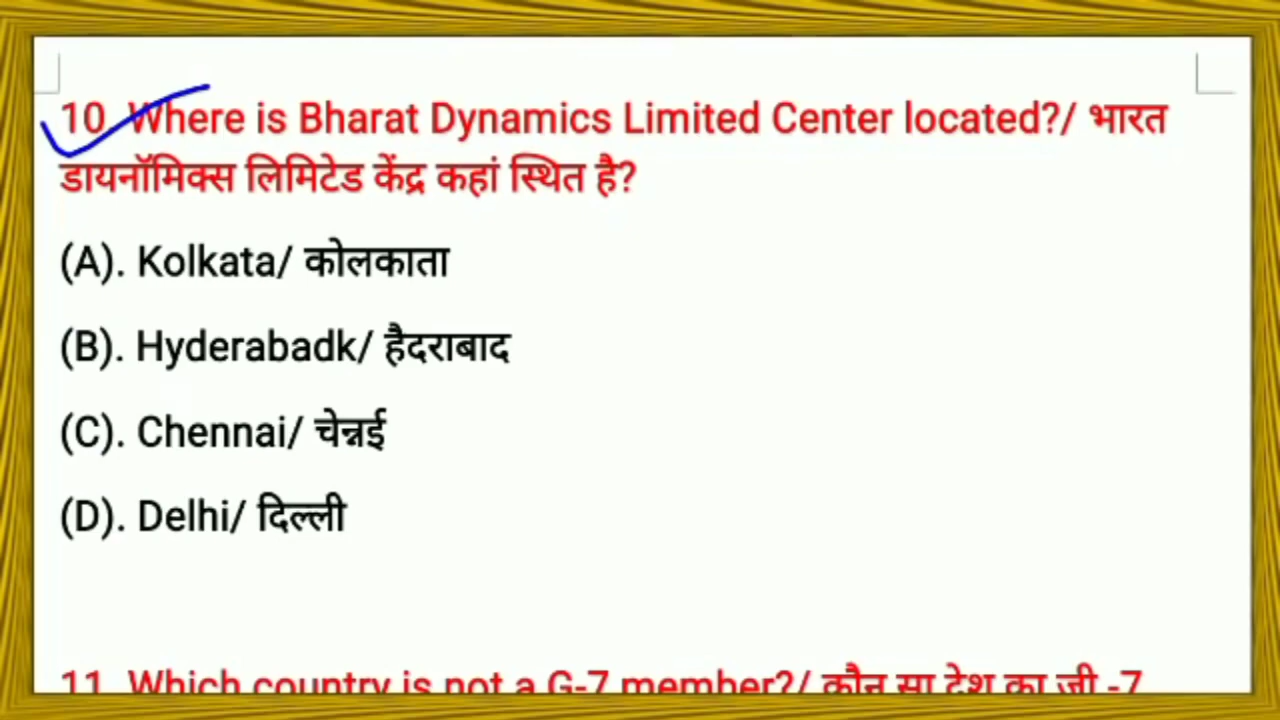 10. Where is Bharat Dynamics Limited Center located?/ भारत
डायनॉमिक्स लिमिटेड केंद्र कहां स्थित है?
(A). Kolkata/ कोलकाता
(B). Hyderabadk/ हैदराबाद
(C). Chennai/ चेन्नई
(D). Delhi/ दिल्ली
11. Which country is not a G-7 member?/ कौन सा देश का जी -7